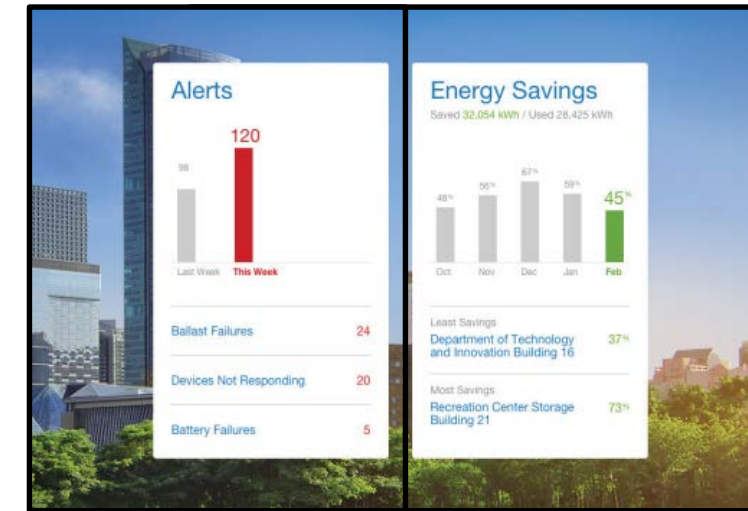 Alerts
120
98
Last Week This Week
Ballast Failures 24
Devices Not Responding 20
Battery Failures 5
Energy Savings
Saved 32,054 kWh / Used 26,425 kWh
48% 56% 67% 59% 45%
Oct Nov Dec Jan Feb
Least Savings
Department of Technology 37%
and Innovation Building 16
Most Savings
Recreation Center Storage 73%
Building 21